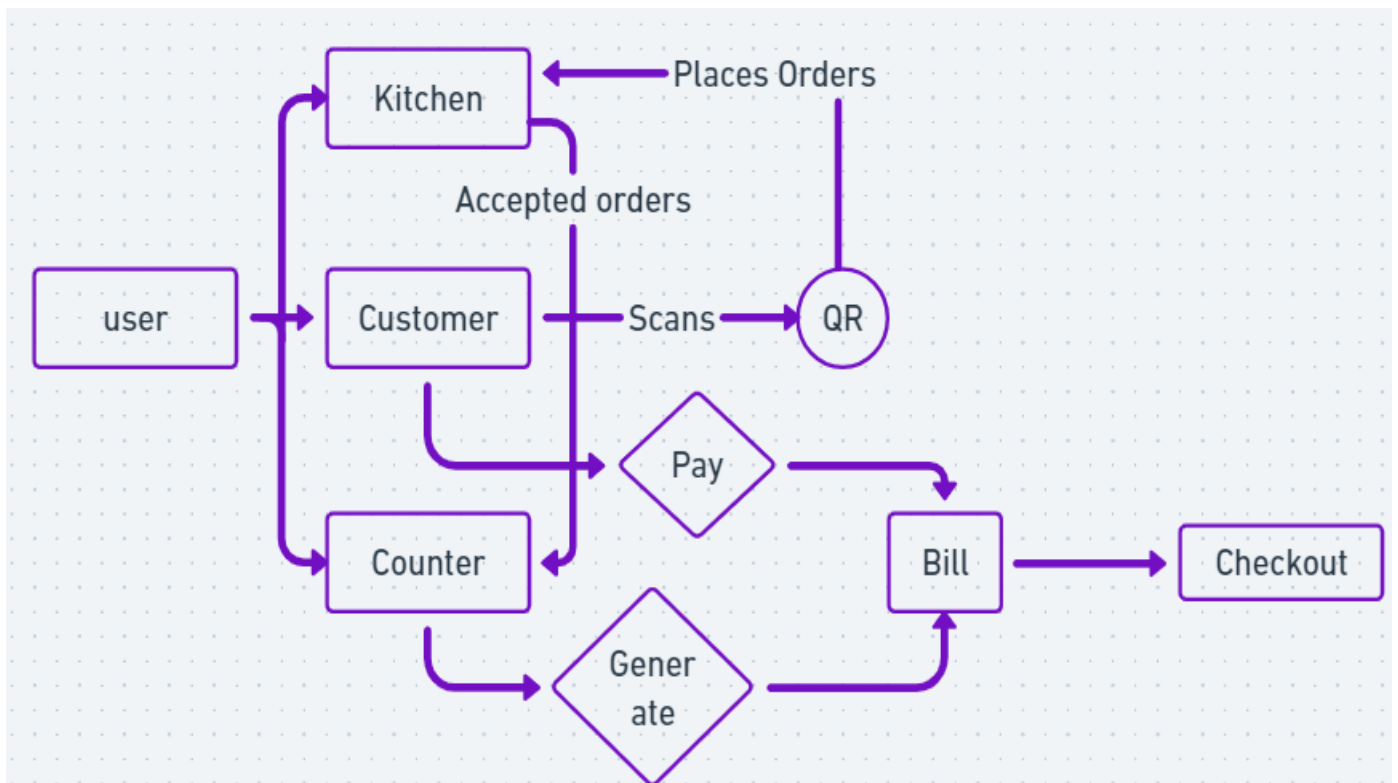 Kitchen
Places Orders
Accepted orders
user
Customer
Scans
QR
Pay
Counter
Bill
Checkout
Gener
ate